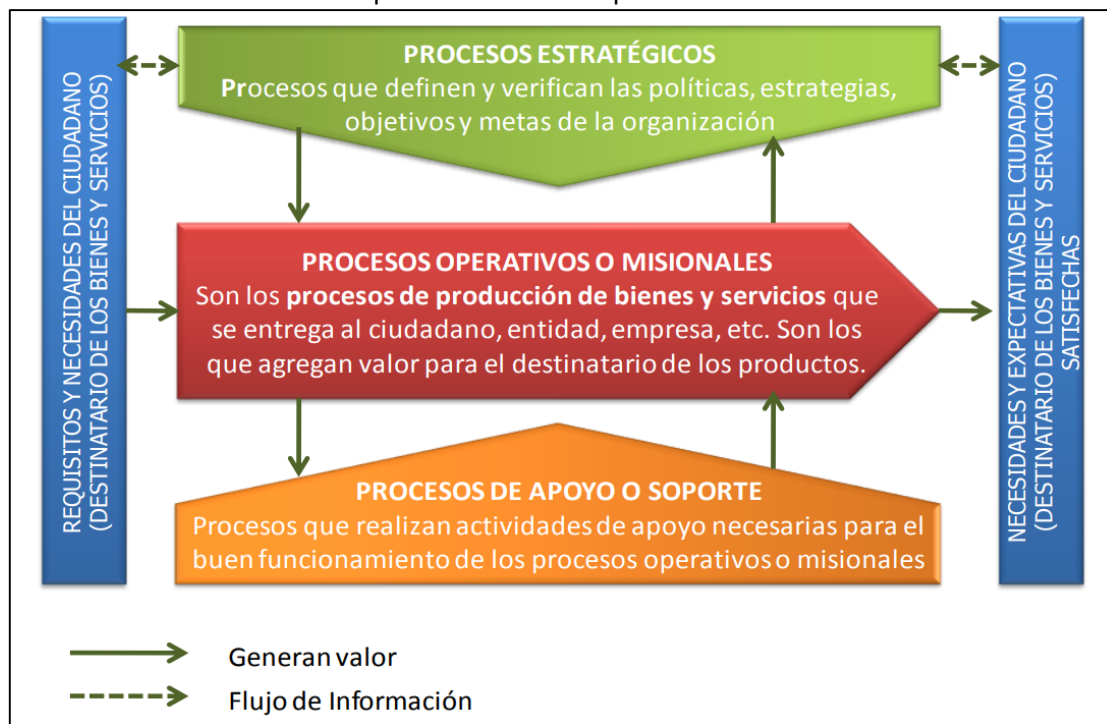 PROCESOS ESTRATÉGICOS
Procesos que definen y verifican las políticas, estrategias,
objetivos y metas de la organización
REQUISITOS Y NECESIDADES DEL CIUDADANO
(DESTINATARIO DE LOS BIENES Y SERVICIOS)
PROCESOS OPERATIVOS O MISIONALES
Son los procesos de producción de bienes y servicios que
se entrega al ciudadano, entidad, empresa, etc. Son los
que agregan valor para el destinatario de los productos.
NECESIDADES Y EXPECTATIVAS DEL CIUDADANO
(DESTINATARIO DE LOS BIENES Y SERVICIOS)
SATISFECHAS
PROCESOS DE APOYO O SOPORTE
Procesos que realizan actividades de apoyo necesarias para el
buen funcionamiento de los procesos operativos o misionales
Generan valor
Flujo de Información